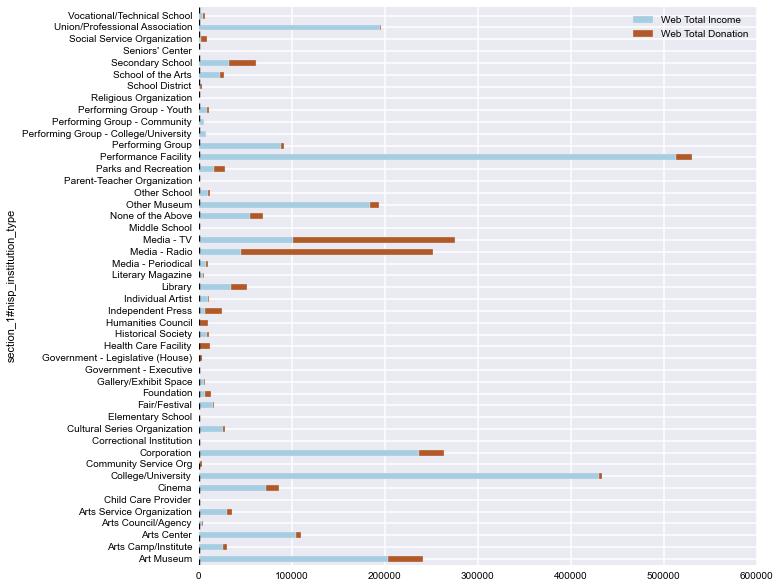 Vocational/Technical School
Union/Professional Association
Social Service Organization
Seniors' Center
Secondary School
School of the Arts
School District
Religious Organization
Performing Group - Youth
Performing Group - Community
Performing Group - College/University
Performing Group
Performance Facility
Parks and Recreation
Parent-Teacher Organization
Other School
Other Museum
None of the Above
Middle School
Media - TV
Media - Radio
Media - Periodical
Literary Magazine
Library
Individual Artist
Independent Press
Humanities Council
Historical Society
Health Care Facility
Government - Legislative (House)
Government - Executive
Gallery/Exhibit Space
Foundation
Fair/Festival
Elementary School
Cultural Series Organization
Correctional Institution
Corporation
Community Service Org
College/University
Cinema
Child Care Provider
Arts Service Organization
Arts Council/Agency
Arts Center
Arts Camp/Institute
Art Museum
section_1#nisp_institution_type
Web Total Income
Web Total Donation
0 100000 200000 300000 400000 500000 600000